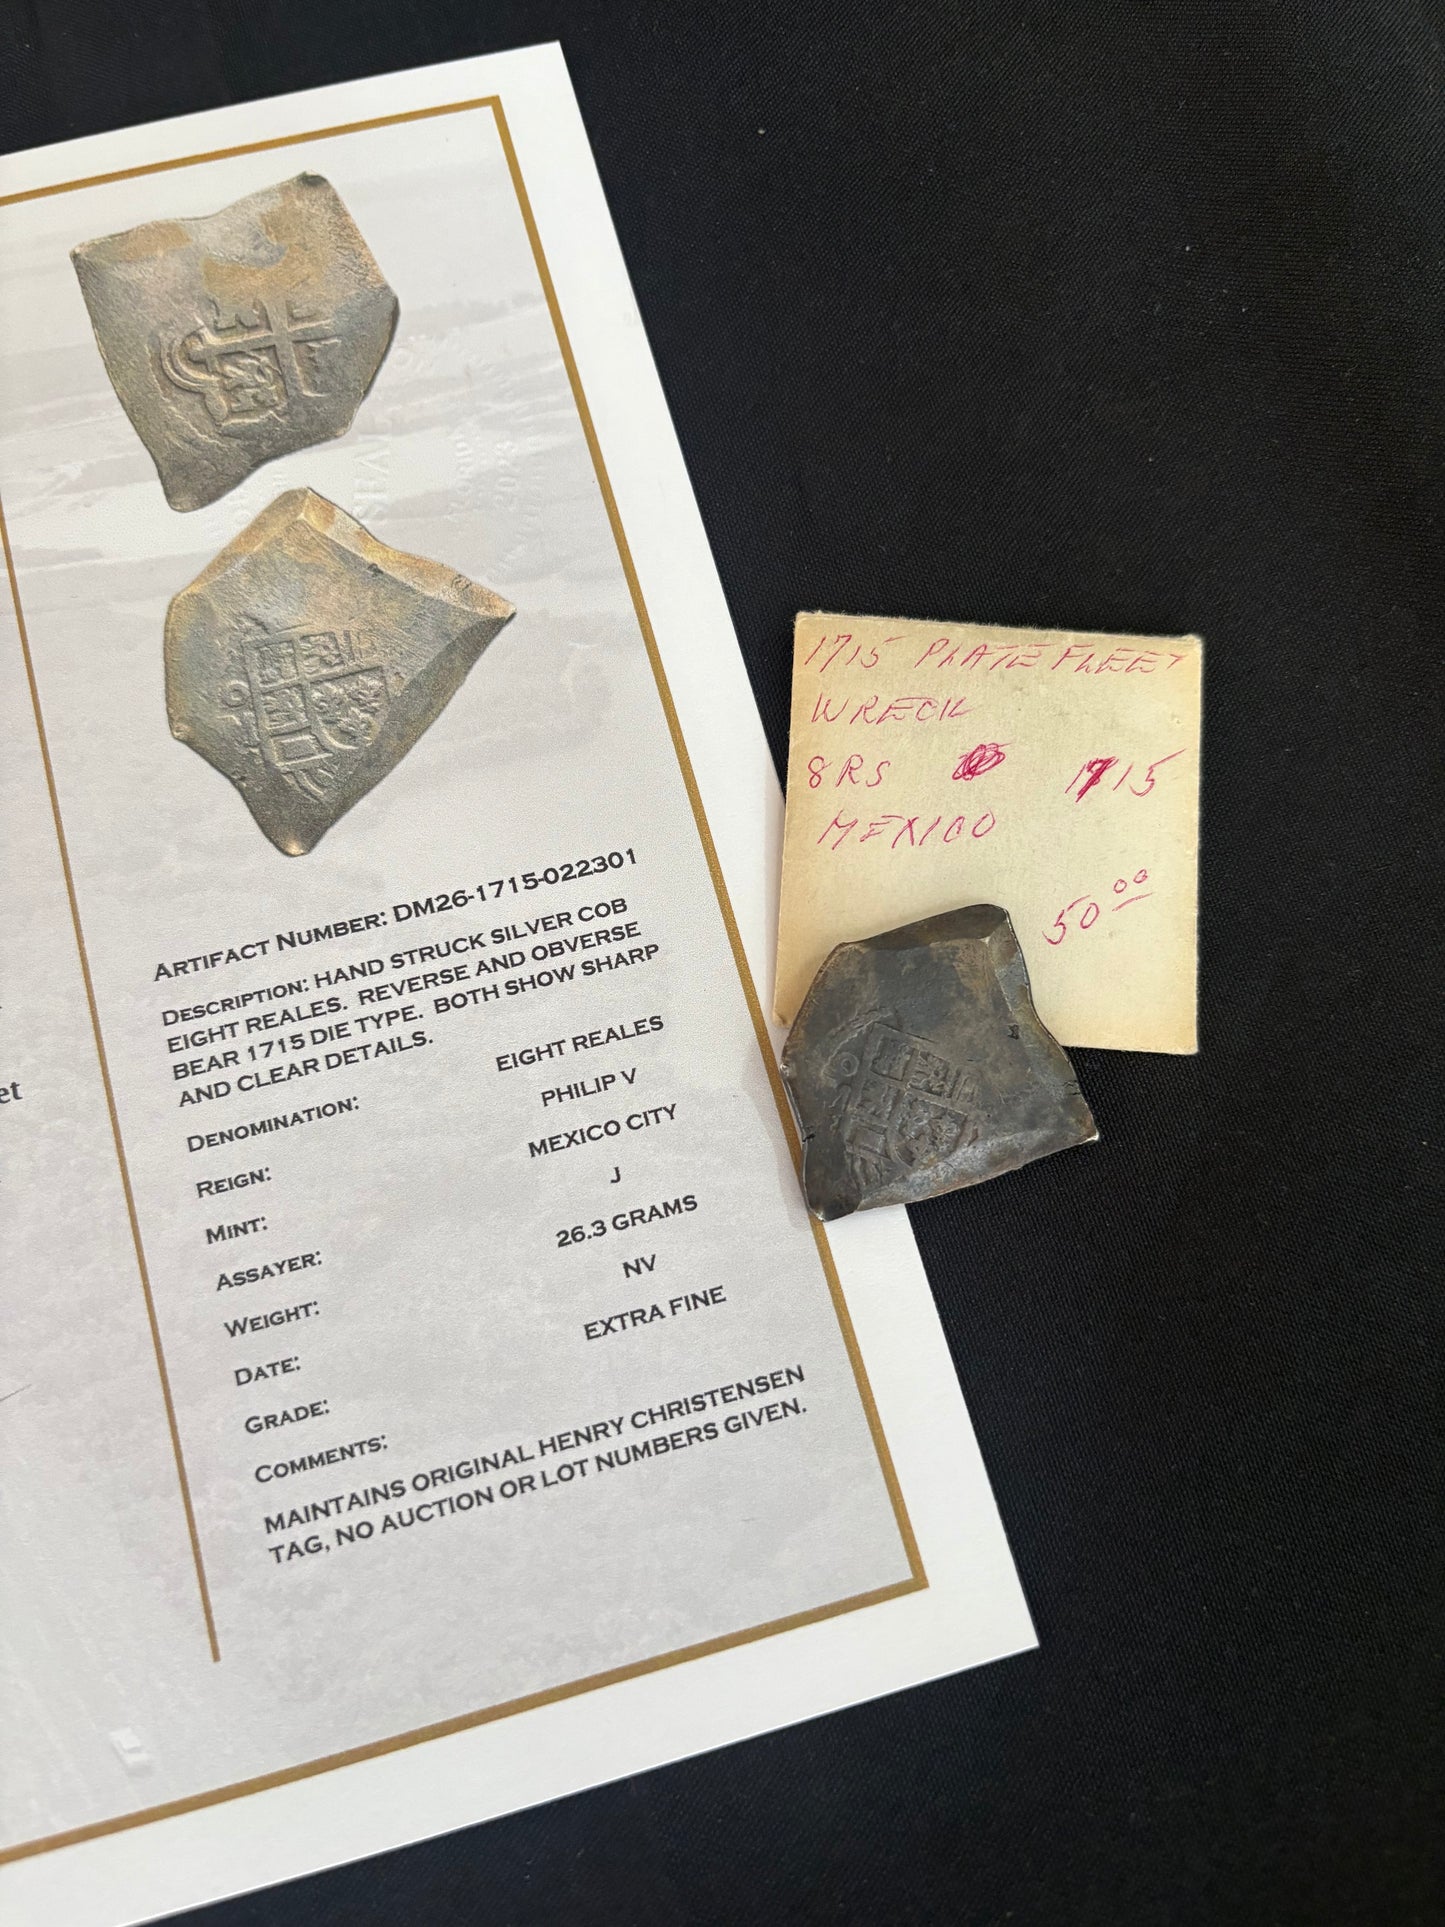 et
ARTIFACT NUMBER: DM26-1715-022301
DESCRIPTION: HAND STRUCK SILVER COB
EIGHT REALES. REVERSE AND OBVERSE
BEAR 1715 DIE TYPE. BOTH SHOW SHARP
AND CLEAR DETAILS.
DENOMINATION: EIGHT REALES
REIGN: PHILIP V
MINT: MEXICO CITY
ASSAYER: J
WEIGHT: 26.3 GRAMS
DATE: NV
GRADE: EXTRA FINE
COMMENTS:
MAINTAINS ORIGINAL HENRY CHRISTENSEN
TAG, NO AUCTION OR LOT NUMBERS GIVEN.
1715 PLATE FLEET
WRECK
8RS 1715
MEXICO
50.00